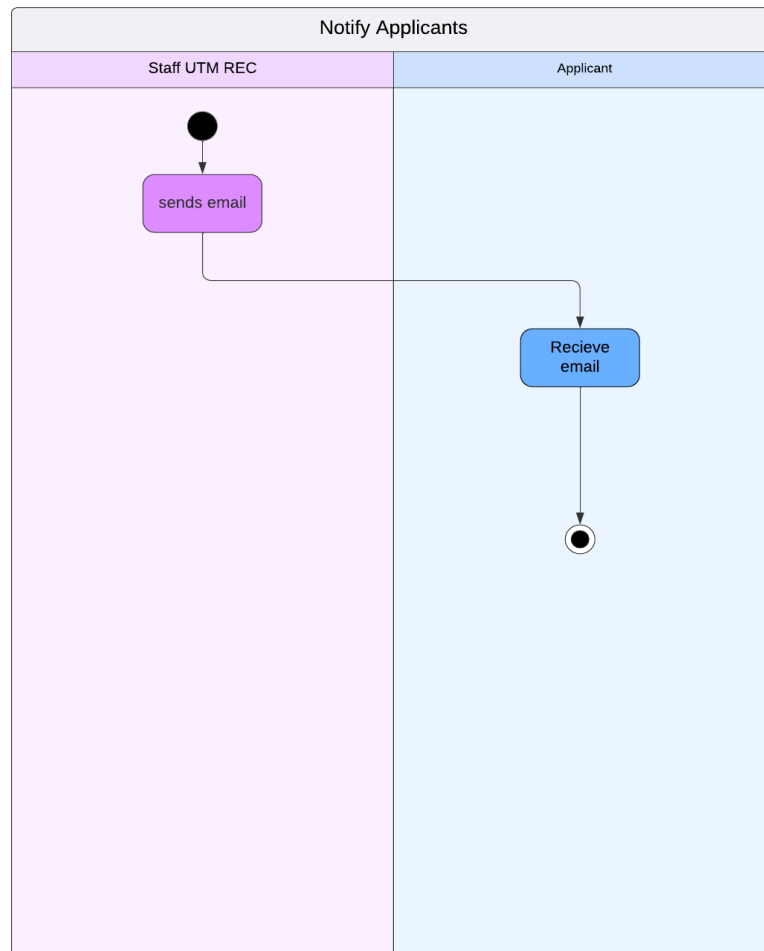 Notify Applicants
Staff UTM REC
Applicant
sends email
Recieve
email